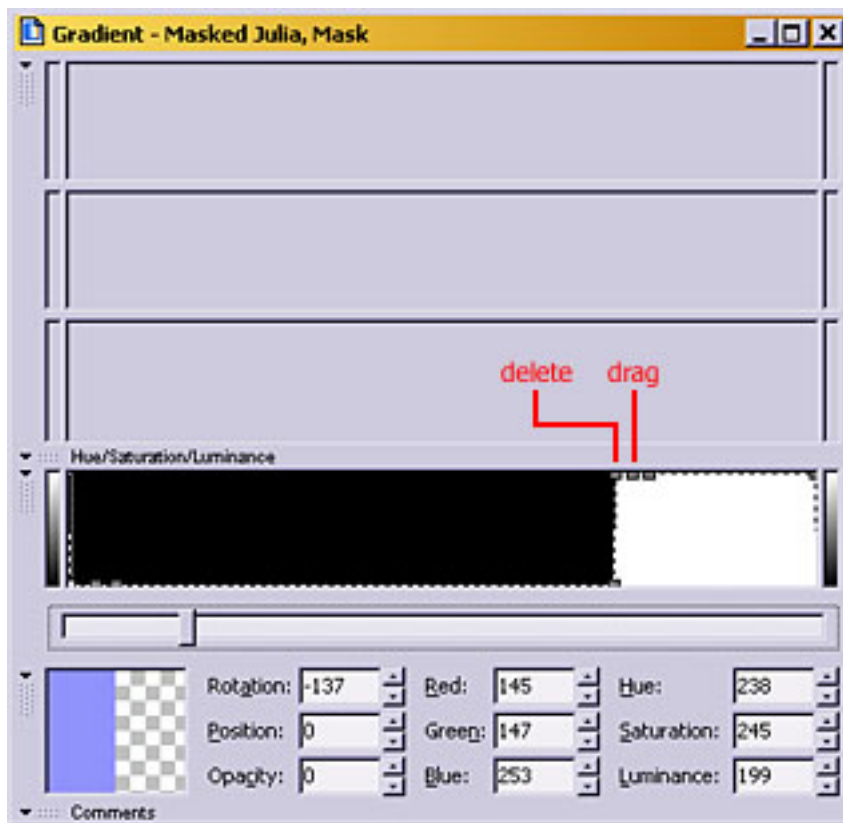 Gradient - Masked Julia, Mask
delete drag
Hue/Saturation/Luminance
Rotation: -137 Red: 145 Hue: 238
Position: 0 Green: 147 Saturation: 245
Opacity: 0 Blue: 253 Luminance: 199
Comments